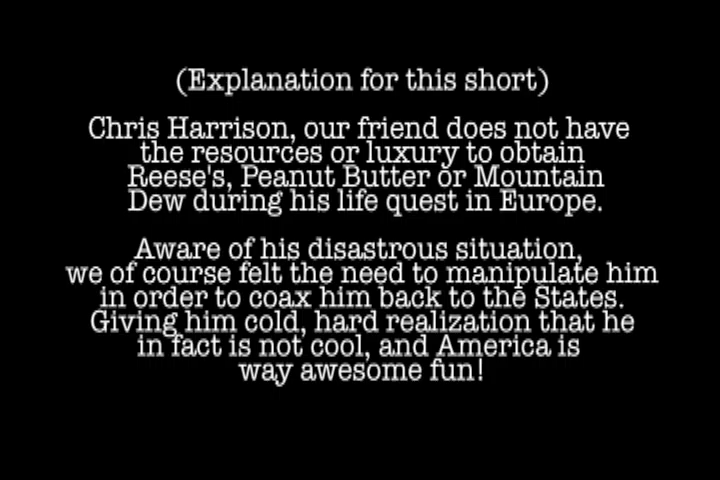 (Explanation for this short)
Chris Harrison, our friend does not have
the resources or luxury to obtain
Reese's, Peanut Butter or Mountain
Dew during his life quest in Europe.
Aware of his disastrous situation,
we of course felt the need to manipulate him
in order to coax him back to the States.
Giving him cold, hard realization that he
in fact is not cool, and America is
way awesome fun!